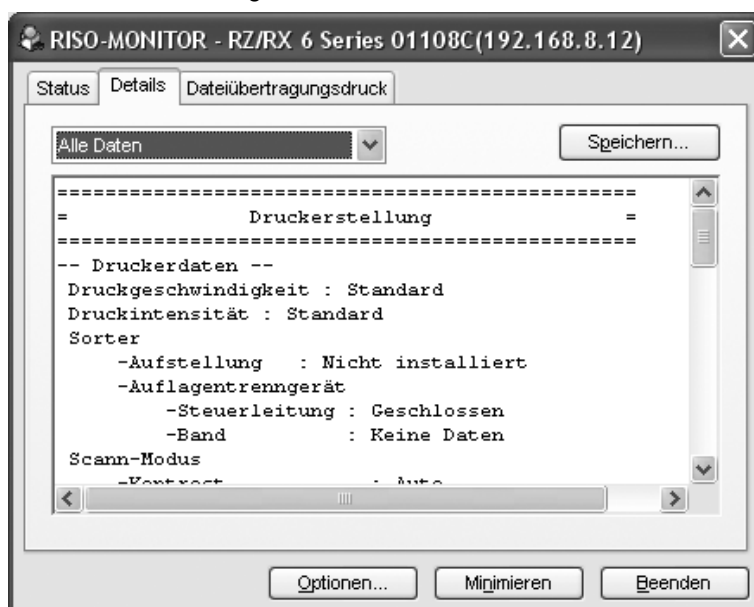 RISO-MONITOR - RZ/RX 6 Series 01108C(192.168.8.12)
Status Details Dateiübertragungsdruck
Alle Daten Speichern...
================================================
= Druckerstellung =
================================================
-- Druckerdaten --
Druckgeschwindigkeit : Standard
Druckintensität : Standard
Sorter
-Aufstellung : Nicht installiert
-Auflagentrenngerät
-Steuerleitung : Geschlossen
-Band : Keine Daten
Scann-Modus
-Kontrast : Auto
Optionen... Minimieren Beenden